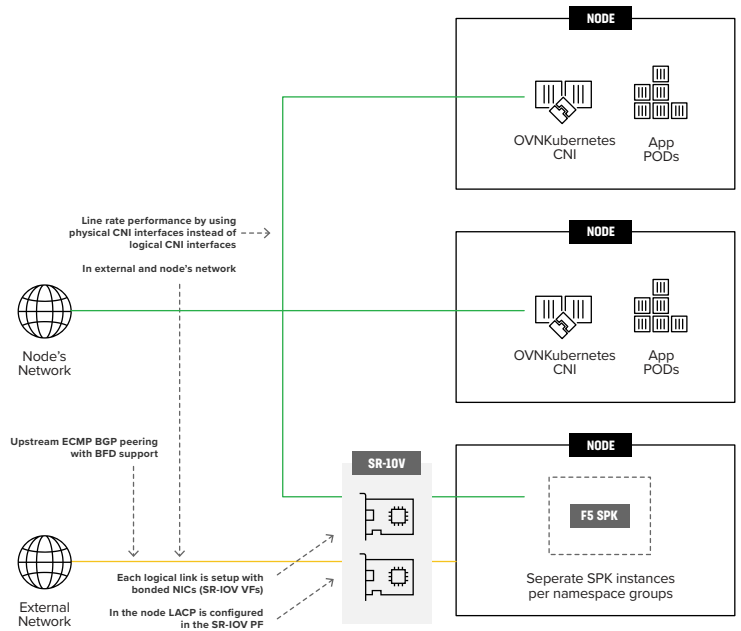 NODE
OVNKubernetes
CNI
App
PODs
Line rate performance by using
physical CNI interfaces instead of
logical CNI interfaces
In external and node's network
NODE
Node's
Network
OVNKubernetes
CNI
App
PODs
Upstream ECMP BGP peering
with BFD support
NODE
SR-10V
F5 SPK
External
Network
Each logical link is setup with
bonded NICs (SR-IOV VFs)
In the node LACP is configured
in the SR-IOV PF
Seperate SPK instances
per namespace groups